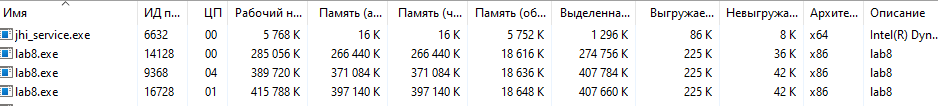 Имя ИД п... ЦП Рабочий н... Память (а... Память (ч... Память (об... Выделенна... Выгружае... Невыгружа... Архите... Описание
jhi_service.exe 6632 00 5 768 K 16 K 16 K 5 752 K 1 296 K 86 K 8 K x64 Intel(R) Dyn...
lab8.exe 14128 00 285 056 K 266 440 K 266 440 K 18 616 K 274 756 K 225 K 36 K x86 lab8
lab8.exe 9368 04 389 720 K 371 084 K 371 084 K 18 636 K 407 784 K 225 K 42 K x86 lab8
lab8.exe 16728 01 415 788 K 397 140 K 397 140 K 18 648 K 407 660 K 225 K 42 K x86 lab8